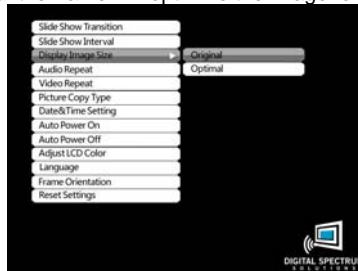 Slide Show Transition
Slide Show Interval
Display Image Size
Original
Audio Repeat
Optimal
Video Repeat
Picture Copy Type
Date&Time Setting
Auto Power On
Auto Power Off
Adjust LCD Color
Language
Frame Orientation
Reset Settings
DIGITAL SPECTRU
SOLUTIONS